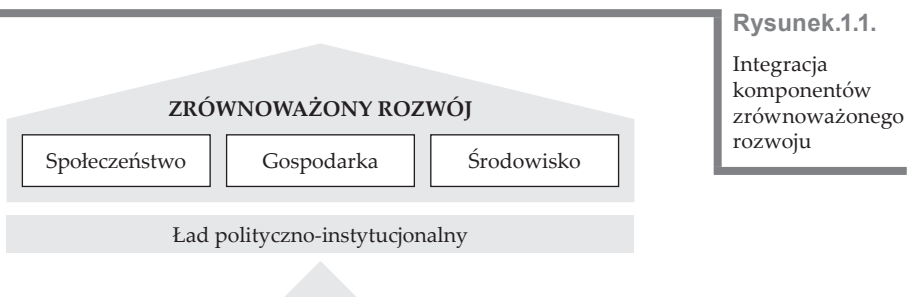 Rysunek.1.1.
Integracja
komponentów
zrównoważonego
rozwoju
ZRÓWNOWAŻONY ROZWÓJ
Społeczeństwo
Gospodarka
Środowisko
Ład polityczno-instytucjonalny